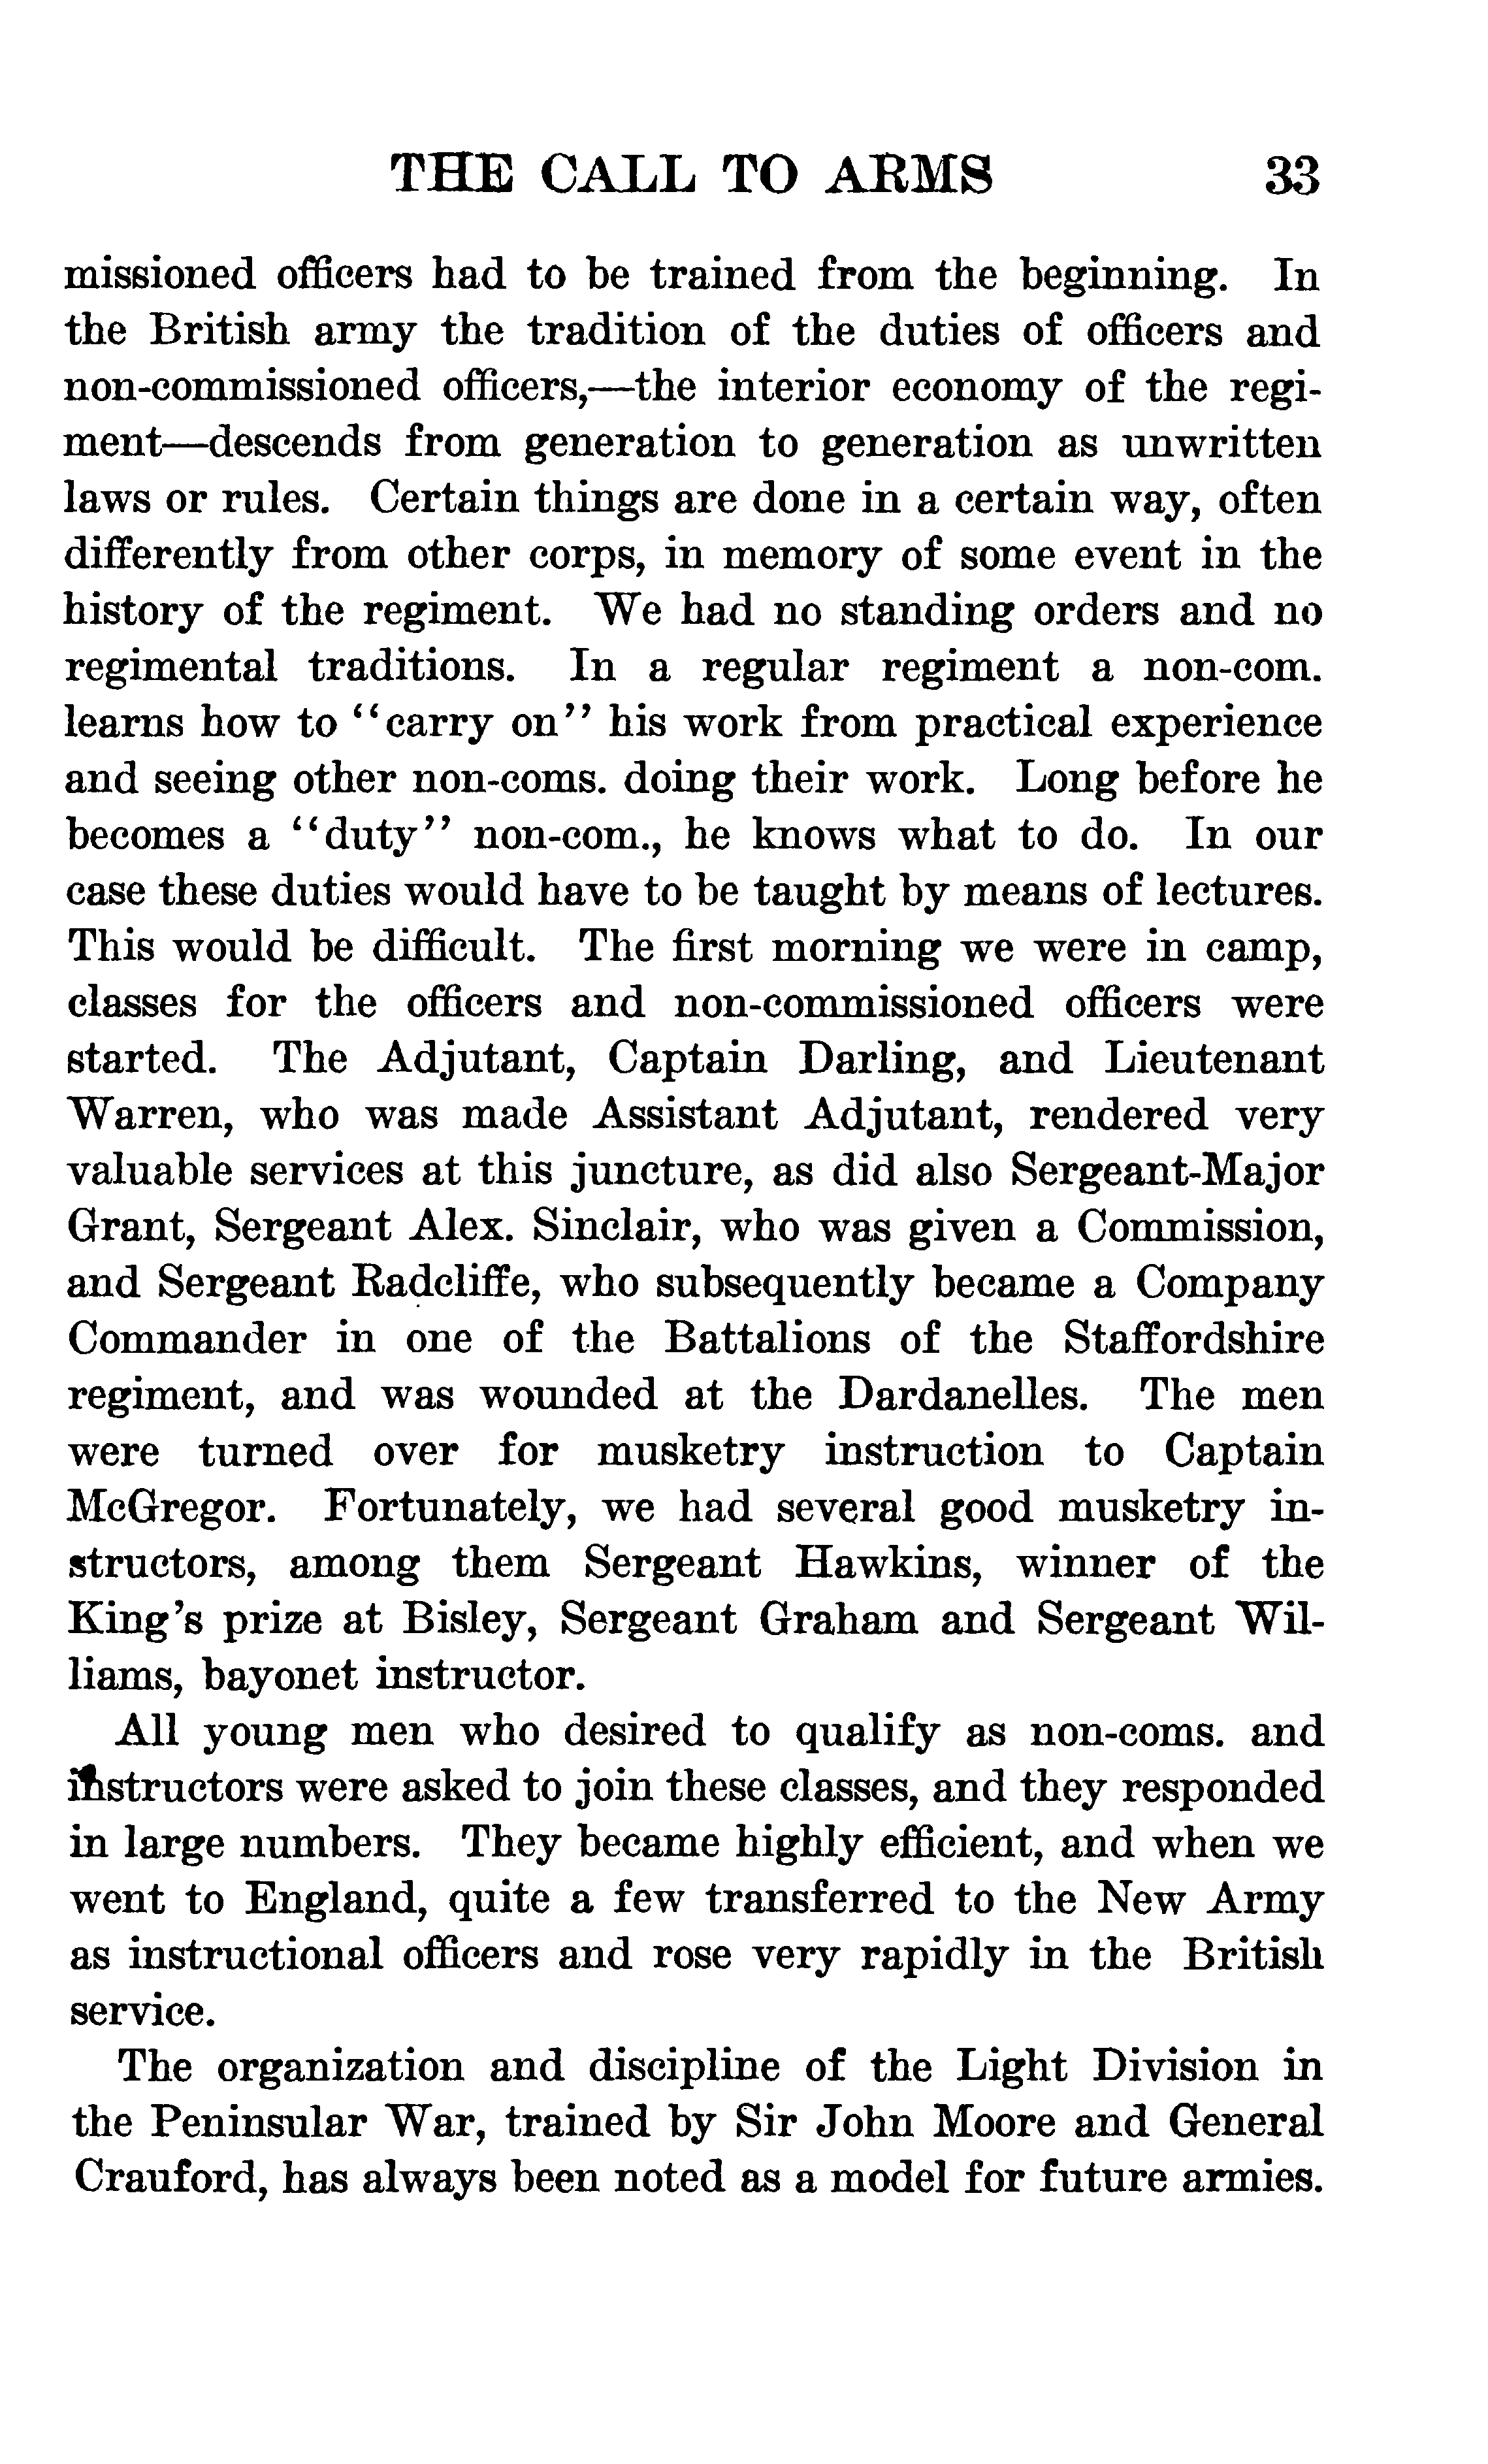 THE CALL TO ARMS 33
missioned officers had to be trained from the beginning. In
the British army the tradition of the duties of officers and
non-commissioned officers,—the interior economy of the regi-
ment—descends from generation to generation as unwritten
laws or rules. Certain things are done in a certain way, often
differently from other corps, in memory of some event in the
history of the regiment. We had no standing orders and no
regimental traditions. In a regular regiment a non-com.
learns how to "carry on" his work from practical experience
and seeing other non-coms. doing their work. Long before he
becomes a "duty" non-com., he knows what to do. In our
case these duties would have to be taught by means of lectures.
This would be difficult. The first morning we were in camp,
classes for the officers and non-commissioned officers were
started. The Adjutant, Captain Darling, and Lieutenant
Warren, who was made Assistant Adjutant, rendered very
valuable services at this juncture, as did also Sergeant-Major
Grant, Sergeant Alex. Sinclair, who was given a Commission,
and Sergeant Radcliffe, who subsequently became a Company
Commander in one of the Battalions of the Staffordshire
regiment, and was wounded at the Dardanelles. The men
were turned over for musketry instruction to Captain
McGregor. Fortunately, we had several good musketry in-
structors, among them Sergeant Hawkins, winner of the
King's prize at Bisley, Sergeant Graham and Sergeant Wil-
liams, bayonet instructor.
All young men who desired to qualify as non-coms. and
instructors were asked to join these classes, and they responded
in large numbers. They became highly efficient, and when we
went to England, quite a few transferred to the New Army
as instructional officers and rose very rapidly in the British
service.
The organization and discipline of the Light Division in
the Peninsular War, trained by Sir John Moore and General
Crauford, has always been noted as a model for future armies.